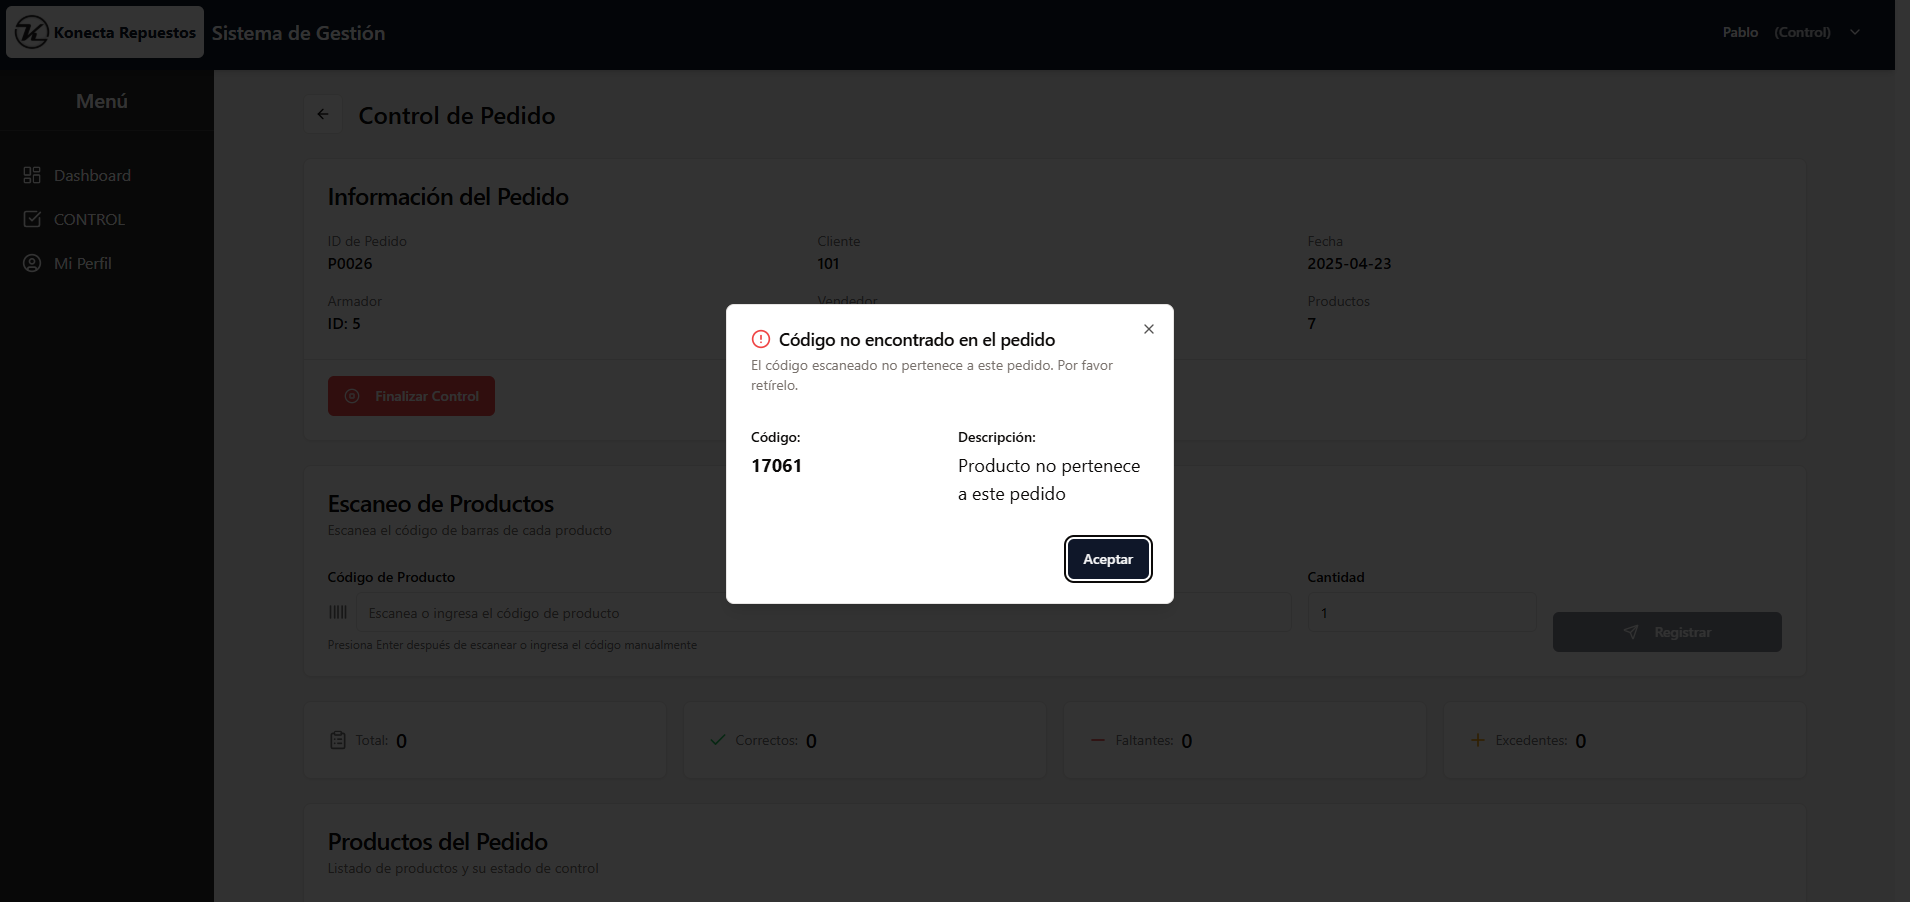 Konecta Repuestos
Sistema de Gestión
Pablo (Control)
Menú
Dashboard
CONTROL
Mi Perfil
Control de Pedido
Información del Pedido
ID de Pedido
P0026
Cliente
101
Fecha
2025-04-23
Armador
ID: 5
Vendedor
Productos
7
Finalizar Control
Código no encontrado en el pedido
El código escaneado no pertenece a este pedido. Por favor
retírelo.
Código:
17061
Descripción:
Producto no pertenece
a este pedido
Aceptar
Escaneo de Productos
Escanea el código de barras de cada producto
Código de Producto
Escanea o ingresa el código de producto
Presiona Enter después de escanear o ingresa el código manualmente
Cantidad
1
Registrar
Total: 0
Correctos: 0
Faltantes: 0
Excedentes: 0
Productos del Pedido
Listado de productos y su estado de control